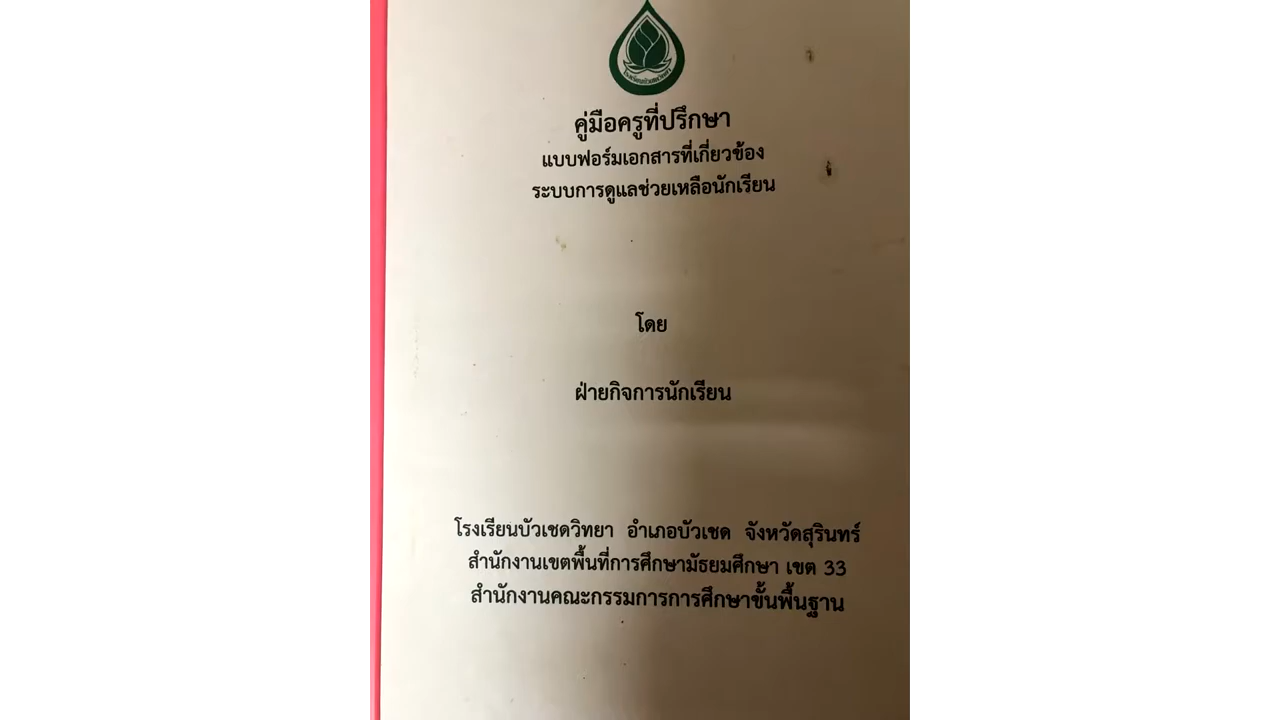 คู่มือครูที่ปรึกษา
แบบฟอร์มเอกสารที่เกี่ยวข้อง
ระบบการดูแลช่วยเหลือนักเรียน
โดย
ฝ่ายกิจการนักเรียน
โรงเรียนบัวเชดวิทยา อำเภอบัวเชด จังหวัดสุรินทร์
สำนักงานเขตพื้นที่การศึกษามัธยมศึกษา เขต 33
สำนักงานคณะกรรมการการศึกษาขั้นพื้นฐาน